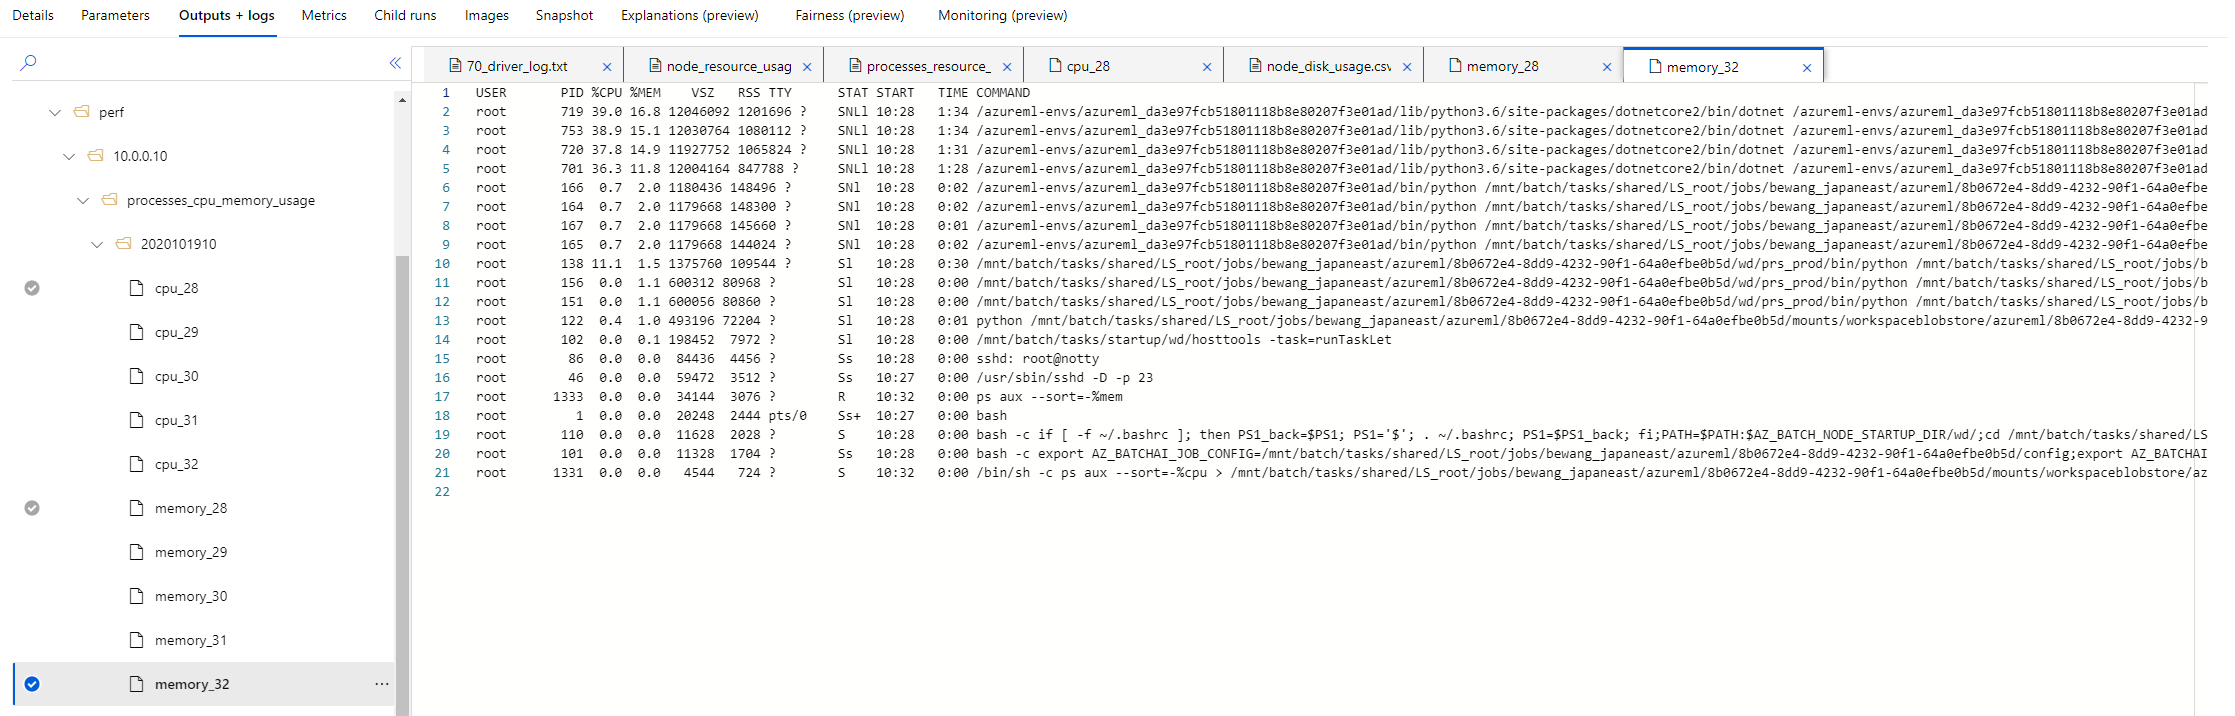 Details Parameters Outputs + logs Metrics Child runs Images Snapshot Explanations (preview) Fairness (preview) Monitoring (preview)
70_driver_log.txt node_resource_usag processes_resource_ cpu_28 node_disk_usage.csv memory_28 memory_32
perf
10.0.0.10
processes_cpu_memory_usage
2020101910
cpu_28
cpu_29
cpu_30
cpu_31
cpu_32
memory_28
memory_29
memory_30
memory_31
memory_32 ...
1 USER PID %CPU %MEM VSZ RSS TTY STAT START TIME COMMAND
2 root 719 39.0 16.8 12046092 1201696 ? SNLl 10:28 1:34 /azureml-envs/azureml_da3e97fcb51801118b8e80207f3e01ad/lib/python3.6/site-packages/dotnetcore2/bin/dotnet /azureml-envs/azureml_da3e97fcb51801118b8e80207f3e01ad
3 root 753 38.9 15.1 12030764 1080112 ? SNLl 10:28 1:34 /azureml-envs/azureml_da3e97fcb51801118b8e80207f3e01ad/lib/python3.6/site-packages/dotnetcore2/bin/dotnet /azureml-envs/azureml_da3e97fcb51801118b8e80207f3e01ad
4 root 720 37.8 14.9 11927752 1065824 ? SNLl 10:28 1:31 /azureml-envs/azureml_da3e97fcb51801118b8e80207f3e01ad/lib/python3.6/site-packages/dotnetcore2/bin/dotnet /azureml-envs/azureml_da3e97fcb51801118b8e80207f3e01ad
5 root 701 36.3 11.8 12004164 847788 ? SNLl 10:28 1:28 /azureml-envs/azureml_da3e97fcb51801118b8e80207f3e01ad/lib/python3.6/site-packages/dotnetcore2/bin/dotnet /azureml-envs/azureml_da3e97fcb51801118b8e80207f3e01ad
6 root 166 0.7 2.0 1180436 148496 ? SNl 10:28 0:02 /azureml-envs/azureml_da3e97fcb51801118b8e80207f3e01ad/bin/python /mnt/batch/tasks/shared/LS_root/jobs/bewang_japaneast/azureml/8b0672e4-8dd9-4232-90f1-64a0efbe
7 root 164 0.7 2.0 1179668 148300 ? SNl 10:28 0:02 /azureml-envs/azureml_da3e97fcb51801118b8e80207f3e01ad/bin/python /mnt/batch/tasks/shared/LS_root/jobs/bewang_japaneast/azureml/8b0672e4-8dd9-4232-90f1-64a0efbe
8 root 167 0.7 2.0 1179668 145660 ? SNl 10:28 0:01 /azureml-envs/azureml_da3e97fcb51801118b8e80207f3e01ad/bin/python /mnt/batch/tasks/shared/LS_root/jobs/bewang_japaneast/azureml/8b0672e4-8dd9-4232-90f1-64a0efbe
9 root 165 0.7 2.0 1179668 144024 ? SNl 10:28 0:02 /azureml-envs/azureml_da3e97fcb51801118b8e80207f3e01ad/bin/python /mnt/batch/tasks/shared/LS_root/jobs/bewang_japaneast/azureml/8b0672e4-8dd9-4232-90f1-64a0efbe
10 root 138 11.1 1.5 1375760 109544 ? Sl 10:28 0:30 /mnt/batch/tasks/shared/LS_root/jobs/bewang_japaneast/azureml/8b0672e4-8dd9-4232-90f1-64a0efbe0b5d/wd/prs_prod/bin/python /mnt/batch/tasks/shared/LS_root/jobs/b
11 root 156 0.0 1.1 600312 80968 ? Sl 10:28 0:00 /mnt/batch/tasks/shared/LS_root/jobs/bewang_japaneast/azureml/8b0672e4-8dd9-4232-90f1-64a0efbe0b5d/wd/prs_prod/bin/python /mnt/batch/tasks/shared/LS_root/jobs/b
12 root 151 0.0 1.1 600056 80860 ? Sl 10:28 0:00 /mnt/batch/tasks/shared/LS_root/jobs/bewang_japaneast/azureml/8b0672e4-8dd9-4232-90f1-64a0efbe0b5d/wd/prs_prod/bin/python /mnt/batch/tasks/shared/LS_root/jobs/b
13 root 122 0.4 1.0 493196 72204 ? Sl 10:28 0:01 python /mnt/batch/tasks/shared/LS_root/jobs/bewang_japaneast/azureml/8b0672e4-8dd9-4232-90f1-64a0efbe0b5d/mounts/workspaceblobstore/azureml/8b0672e4-8dd9-4232-9
14 root 102 0.0 0.1 198452 7972 ? Sl 10:28 0:00 /mnt/batch/tasks/startup/wd/hosttools -task=runTaskLet
15 root 86 0.0 0.0 84436 4456 ? Ss 10:28 0:00 sshd: root@notty
16 root 46 0.0 0.0 59472 3512 ? Ss 10:27 0:00 /usr/sbin/sshd -D -p 23
17 root 1333 0.0 0.0 34144 3076 ? R 10:32 0:00 ps aux --sort=-%mem
18 root 1 0.0 0.0 20248 2444 pts/0 Ss+ 10:27 0:00 bash
19 root 110 0.0 0.0 11628 2028 ? S 10:28 0:00 bash -c if [ -f ~/.bashrc ]; then PS1_back=$PS1; PS1='$'; . ~/.bashrc; PS1=$PS1_back; fi;PATH=$PATH:$AZ_BATCH_NODE_STARTUP_DIR/wd/;cd /mnt/batch/tasks/shared/LS
20 root 101 0.0 0.0 11328 1704 ? Ss 10:28 0:00 bash -c export AZ_BATCHAI_JOB_CONFIG=/mnt/batch/tasks/shared/LS_root/jobs/bewang_japaneast/azureml/8b0672e4-8dd9-4232-90f1-64a0efbe0b5d/config;export AZ_BATCHAI
21 root 1331 0.0 0.0 4544 724 ? S 10:32 0:00 /bin/sh -c ps aux --sort=-%cpu > /mnt/batch/tasks/shared/LS_root/jobs/bewang_japaneast/azureml/8b0672e4-8dd9-4232-90f1-64a0efbe0b5d/mounts/workspaceblobstore/az
22